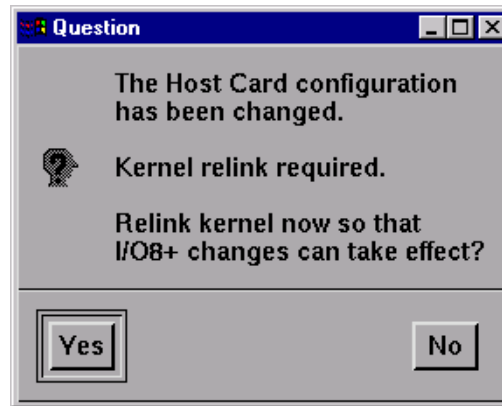 Question
The Host Card configuration
has been changed.
Kernel relink required.
Relink kernel now so that
I/O8+ changes can take effect?
Yes
No